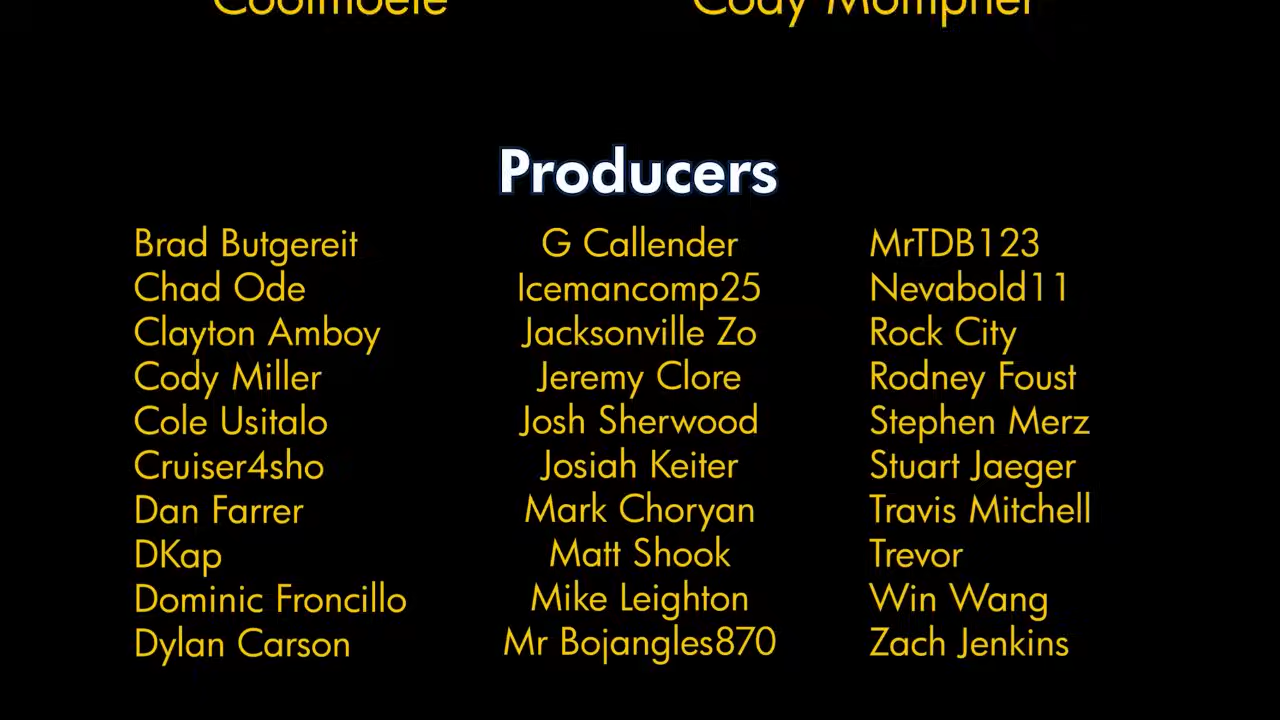 Cody
Producers
Brad Butgereit
Chad Ode
Clayton Amboy
Cody Miller
Cole Usitalo
Cruiser4sho
Dan Farrer
DKap
Dominic Froncillo
Dylan Carson
G Callender
Icemancomp25
Jacksonville Zo
Jeremy Clore
Josh Sherwood
Josiah Keiter
Mark Choryan
Matt Shook
Mike Leighton
Mr Bojangles870
MrTDB123
Nevabold11
Rock City
Rodney Foust
Stephen Merz
Stuart Jaeger
Travis Mitchell
Trevor
Win Wang
Zach Jenkins